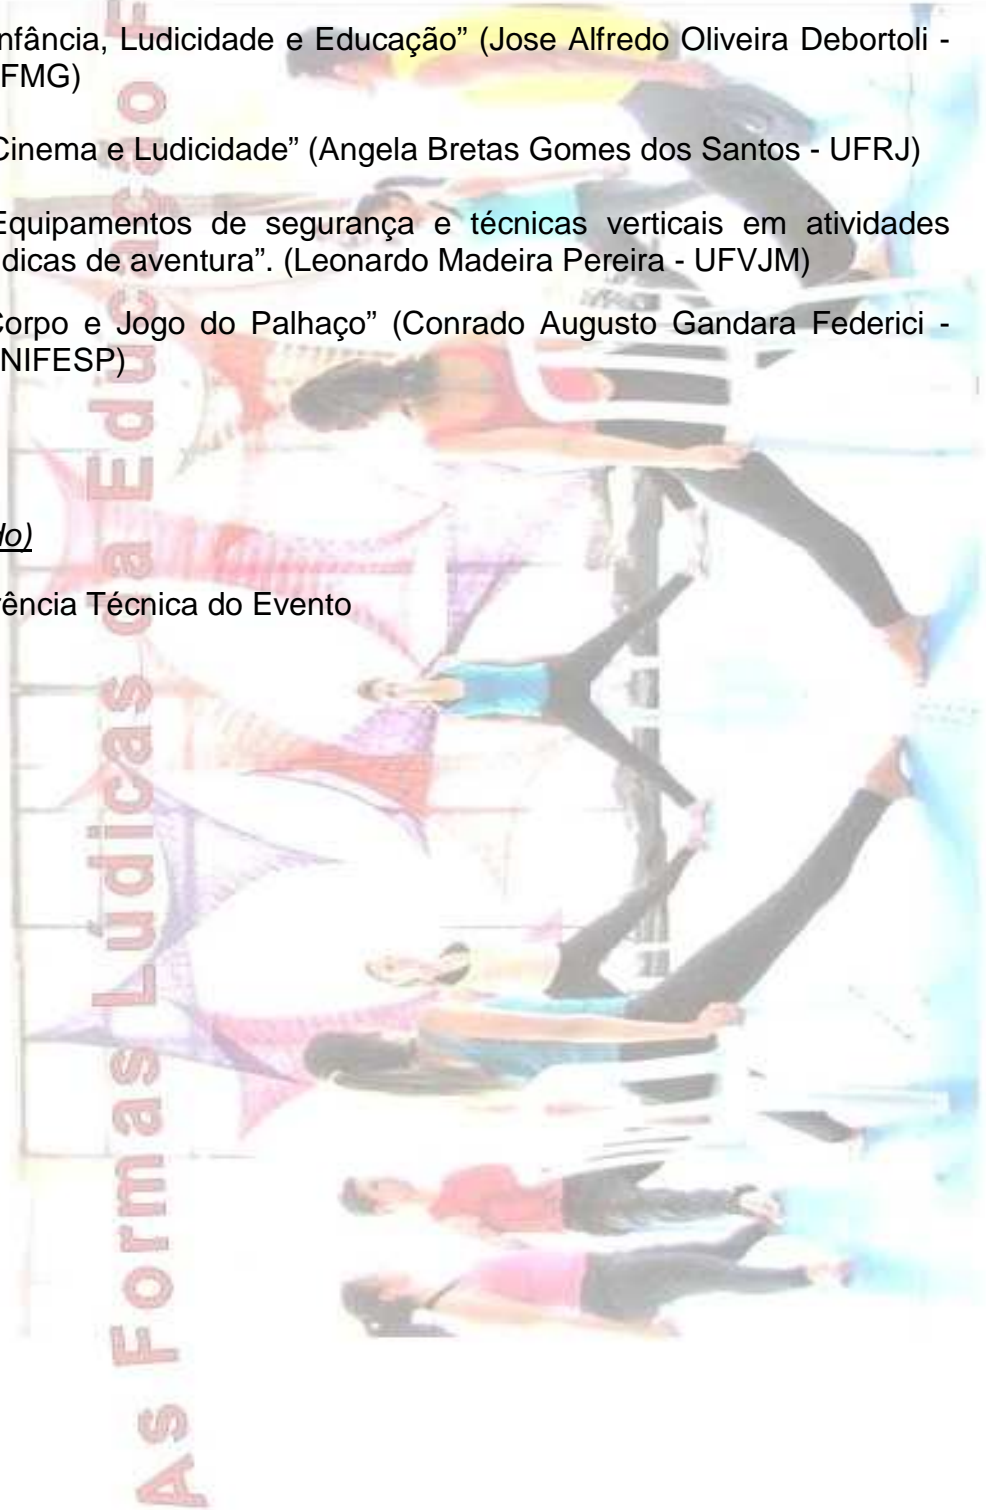 nfância, Ludicidade e Educação” (Jose Alfredo Oliveira Debortoli -
FMG)
Cinema e Ludicidade” (Angela Bretas Gomes dos Santos - UFRJ)
Equipamentos de segurança e técnicas verticais em atividades
dicas de aventura”. (Leonardo Madeira Pereira - UFVJM)
Corpo e Jogo do Palhaço” (Conrado Augusto Gandara Federici -
NIFESP)
do)
rência Técnica do Evento
As Formas Lúdicas da Educação F